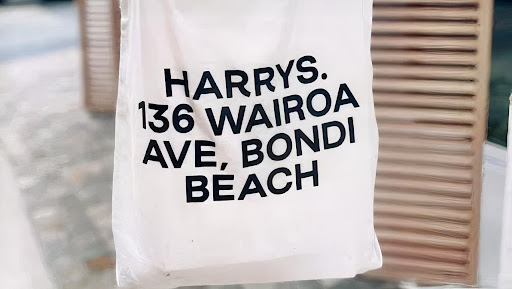 HARRYS.
136 WAIROA
AVE, BONDI
BEACH